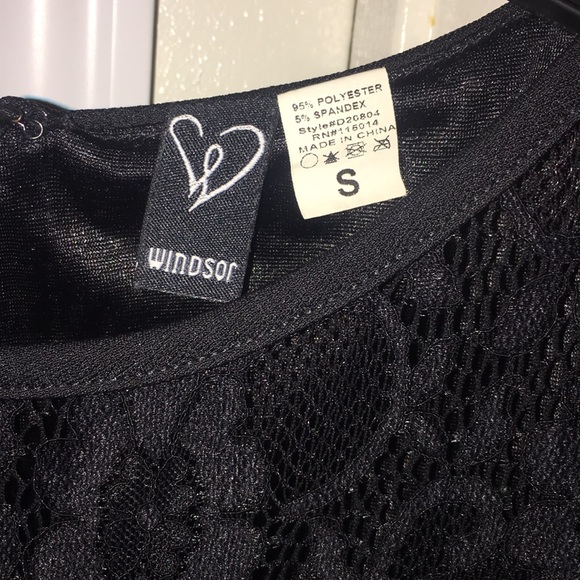 WINDSOR
95% POLYESTER
5% SPANDEX
Style#D26804
RN#116014
MADE IN CHINA
S